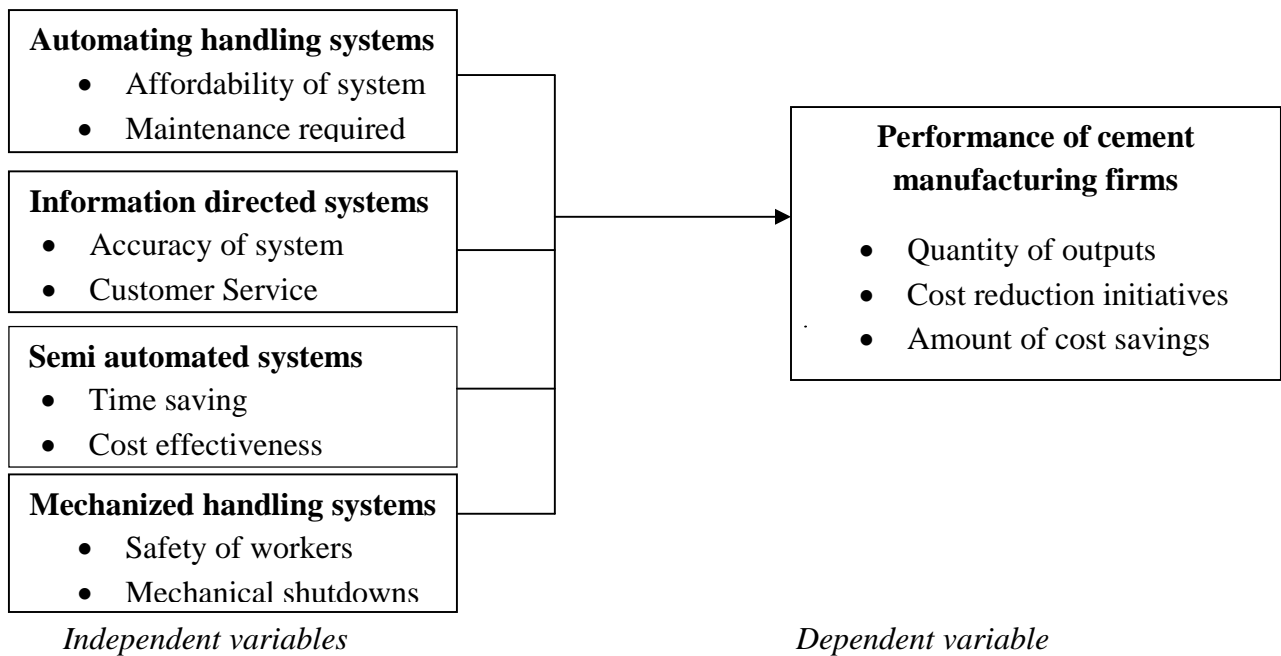 Automating handling systems
• Affordability of system
• Maintenance required
Information directed systems
• Accuracy of system
• Customer Service
Semi automated systems
• Time saving
• Cost effectiveness
Mechanized handling systems
• Safety of workers
• Mechanical shutdowns
Independent variables
Performance of cement
manufacturing firms
• Quantity of outputs
• Cost reduction initiatives
• Amount of cost savings
Dependent variable